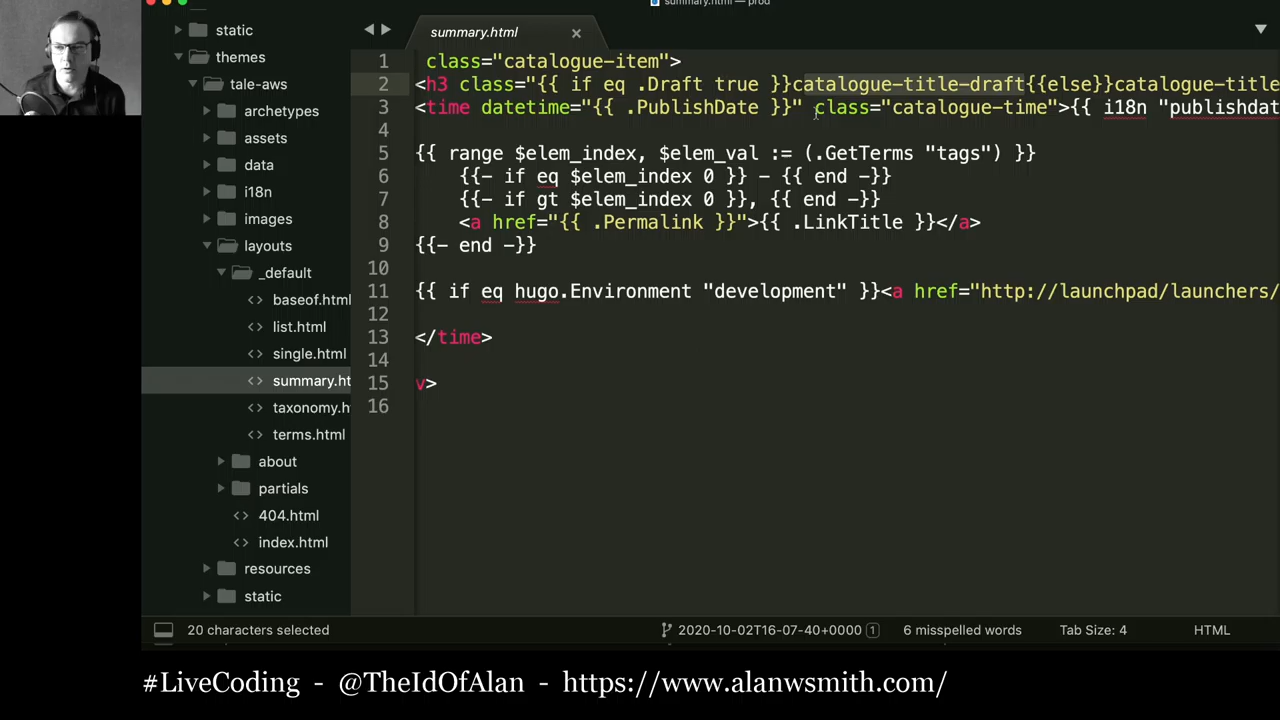 summary.html — prod
static
themes
tale-aws
archetypes
assets
data
i18n
images
layouts
_default
baseof.html
list.html
single.html
summary.ht
taxonomy.h
terms.html
about
partials
404.html
index.html
resources
static
summary.html
1 class="catalogue-item">
2 <h3 class="{{ if eq .Draft true }}catalogue-title-draft{{else}}catalogue-title
3 <time datetime="{{ .PublishDate }}" class="catalogue-time">{{ i18n "publishdat
4
5 {{ range $elem_index, $elem_val := (.GetTerms "tags") }}
6 {{- if eq $elem_index 0 }} - {{ end -}}
7 {{- if gt $elem_index 0 }}, {{ end -}}
8 <a href="{{ .Permalink }}">{{ .LinkTitle }}</a>
9 {{- end -}}
10
11 {{ if eq hugo.Environment "development" }}<a href="http://launchpad/launchers/
12
13 </time>
14
15 v>
16
20 characters selected
2020-10-02T16-07-40+0000 1
6 misspelled words
Tab Size: 4
HTML
#LiveCoding - @TheIdOfAlan - https://www.alanwsmith.com/